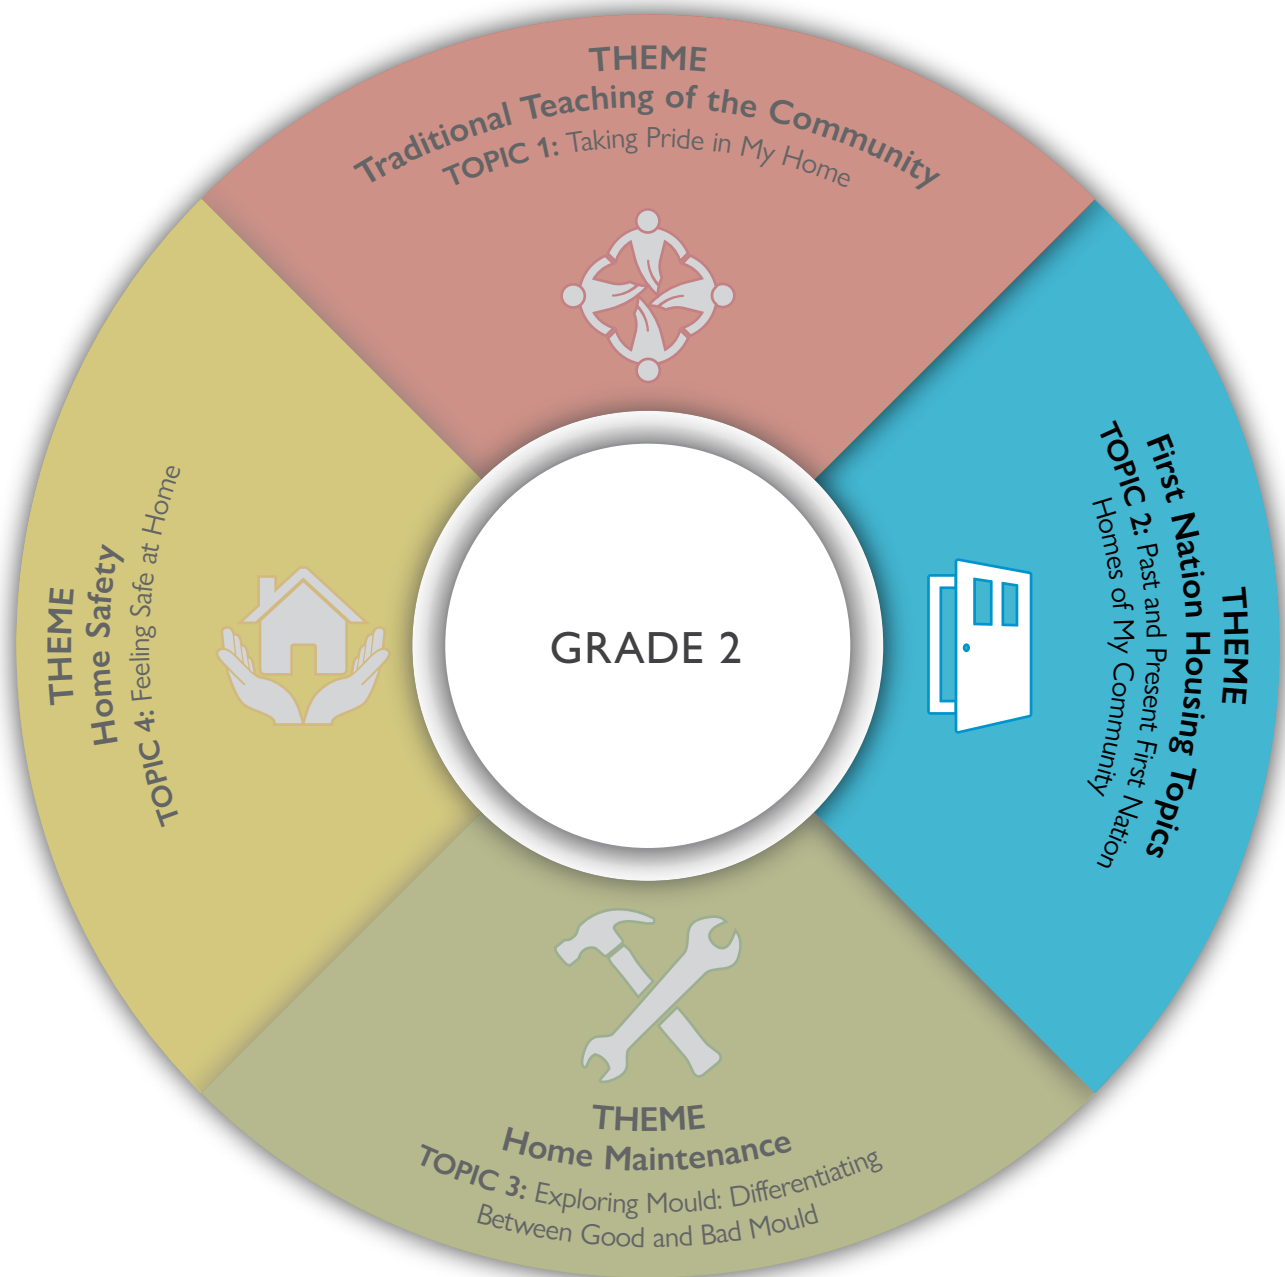 THEME
Traditional Teaching of the Community
TOPIC 1: Taking Pride in My Home
THEME
First Nation Housing Topics
TOPIC 2: Past and Present First Nation
Homes of My Community
THEME
Home Maintenance
TOPIC 3: Exploring Mould: Differentiating
Between Good and Bad Mould
THEME
Home Safety
TOPIC 4: Feeling Safe at Home
GRADE 2